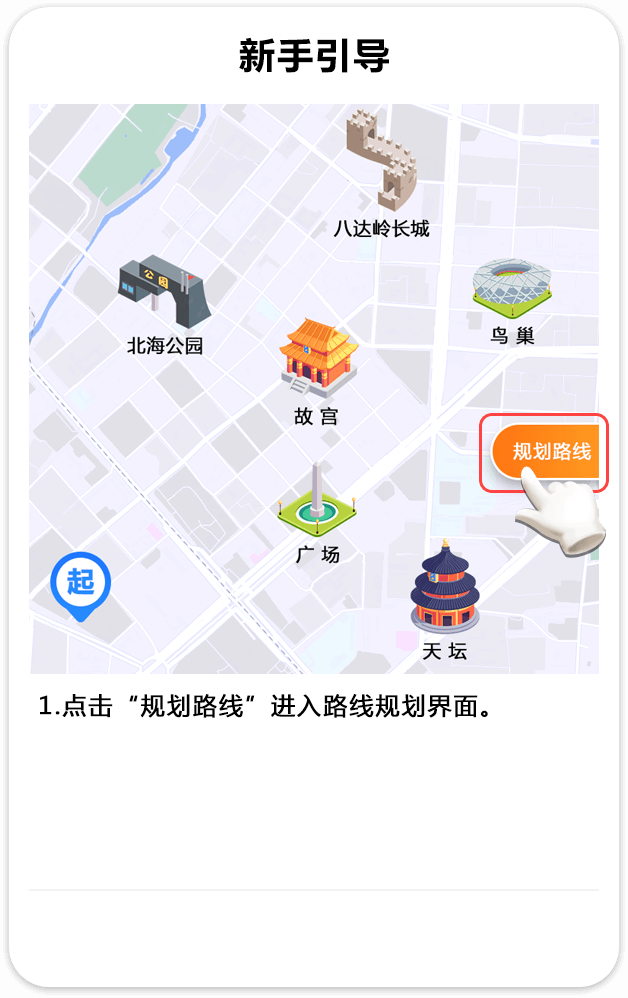 新手引导
八达岭长城
公园
北海公园
鸟巢
故宫
规划路线
广场
起
天坛
1.点击“规划路线”进入路线规划界面。